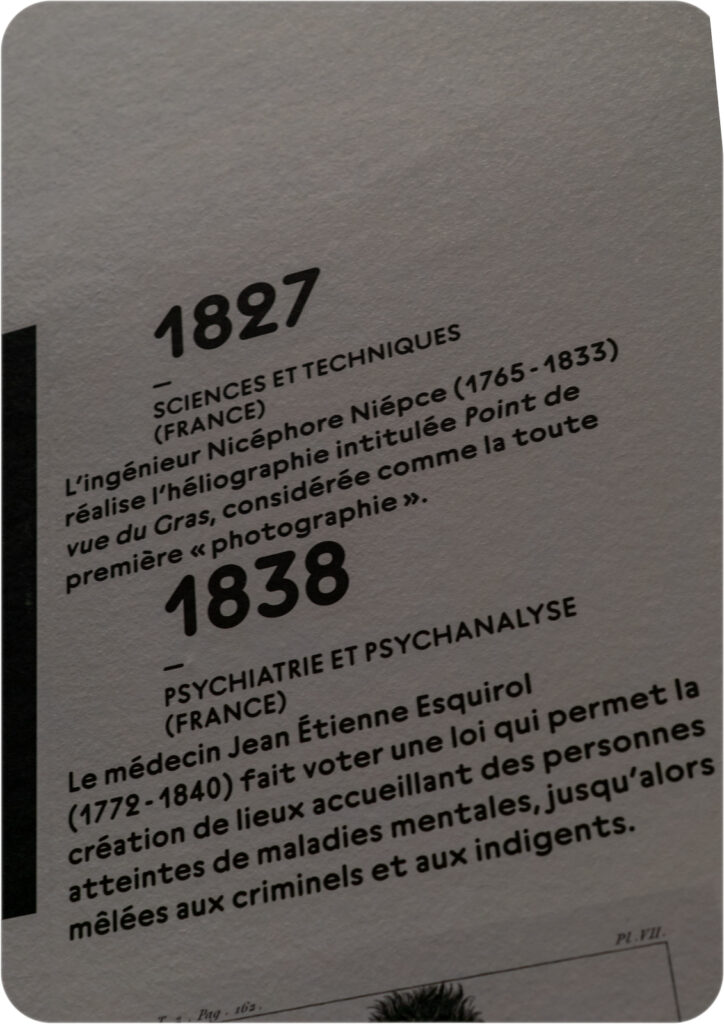 1827
—
SCIENCES ET TECHNIQUES
(FRANCE)
L'ingénieur Nicéphore Niépce (1765-1833)
réalise l'héliographie intitulée Point de
vue du Gras, considérée comme la toute
première « photographie ».
1838
—
PSYCHIATRIE ET PSYCHANALYSE
(FRANCE)
Le médecin Jean Étienne Esquirol
(1772-1840) fait voter une loi qui permet la
création de lieux accueillant des personnes
atteintes de maladies mentales, jusqu'alors
mêlées aux criminels et aux indigents.
Pl. VII.
Pag. 162.